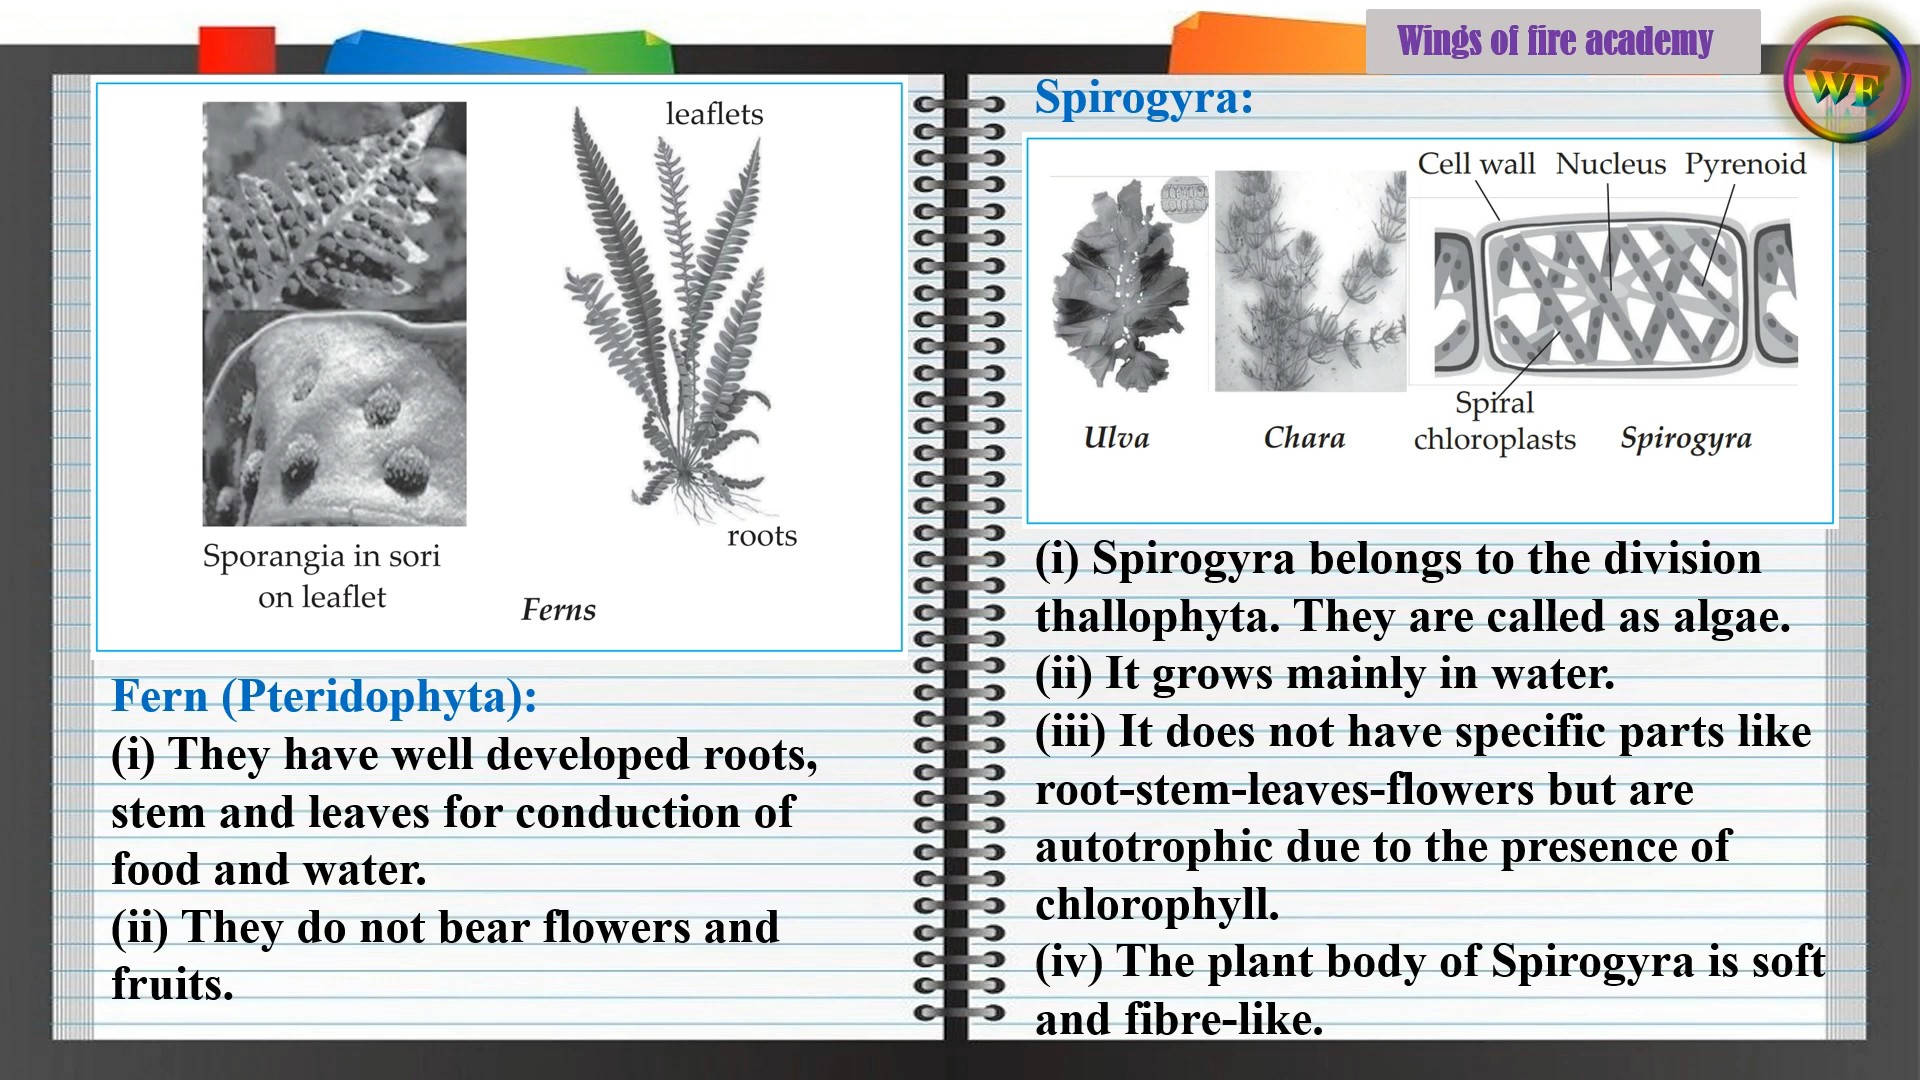 Wings of fire academy
WF
leaflets
roots
Sporangia in sori
on leaflet
Ferns
Fern (Pteridophyta):
(i) They have well developed roots,
stem and leaves for conduction of
food and water.
(ii) They do not bear flowers and
fruits.
Spirogyra:
Cell wall Nucleus Pyrenoid
Spiral
chloroplasts
Ulva
Chara
Spirogyra
(i) Spirogyra belongs to the division
thallophyta. They are called as algae.
(ii) It grows mainly in water.
(iii) It does not have specific parts like
root-stem-leaves-flowers but are
autotrophic due to the presence of
chlorophyll.
(iv) The plant body of Spirogyra is soft
and fibre-like.